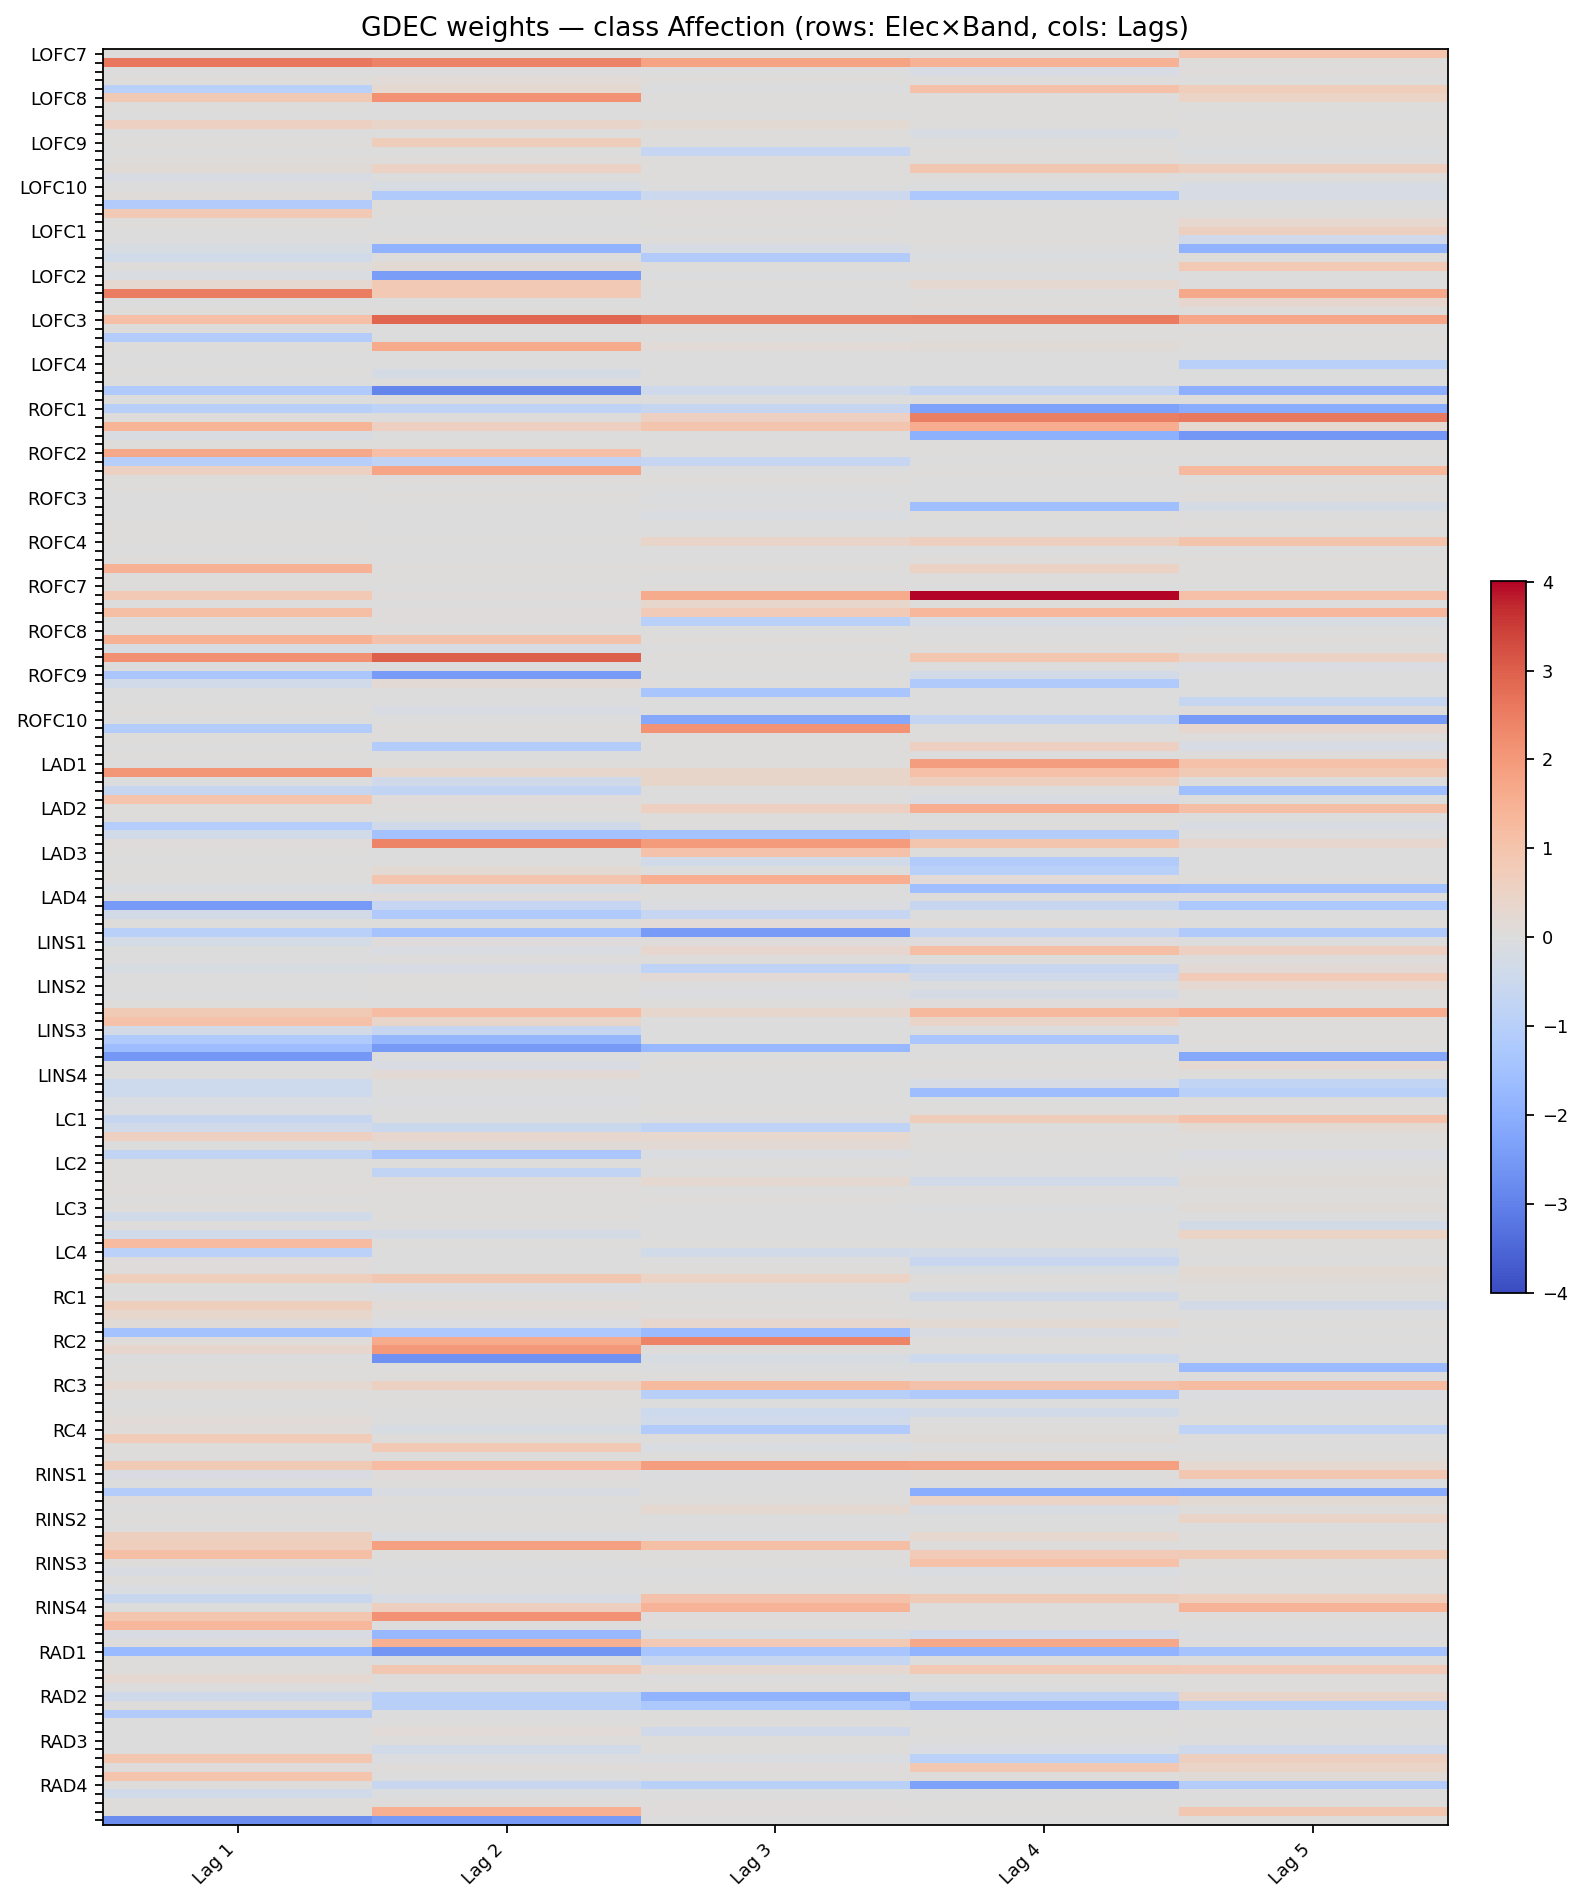 GDEC weights — class Affection (rows: Elec×Band, cols: Lags)
LOFC7
LOFC8
LOFC9
LOFC10
LOFC1
LOFC2
LOFC3
LOFC4
ROFC1
ROFC2
ROFC3
ROFC4
ROFC7
ROFC8
ROFC9
ROFC10
LAD1
LAD2
LAD3
LAD4
LINS1
LINS2
LINS3
LINS4
LC1
LC2
LC3
LC4
RC1
RC2
RC3
RC4
RINS1
RINS2
RINS3
RINS4
RAD1
RAD2
RAD3
RAD4
Lag 1
Lag 2
Lag 3
Lag 4
Lag 5
4
3
2
1
0
−1
−2
−3
−4